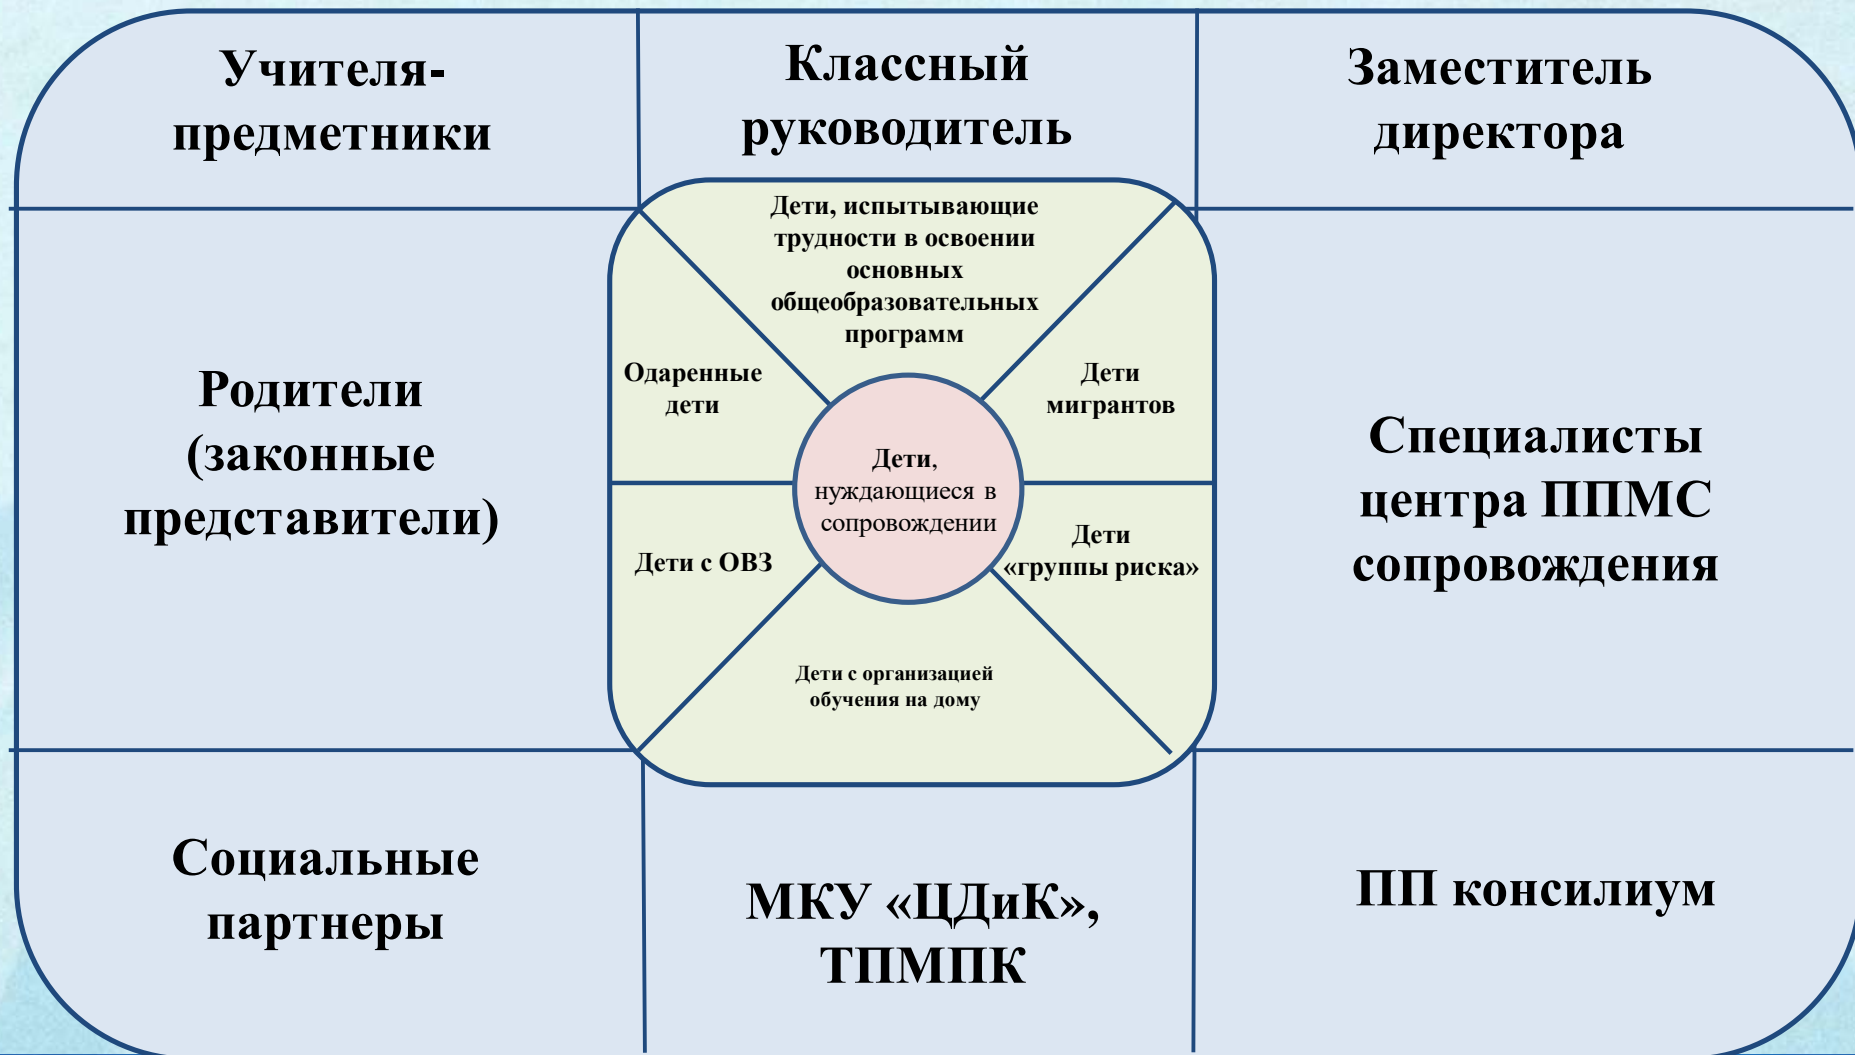 Учителя-
предметники
Классный
руководитель
Заместитель
директора
Родители
(законные
представители)
Дети, испытывающие
трудности в освоении
основных
общеобразовательных
программ
Одаренные
дети
Дети
мигрантов
Дети,
нуждающиеся в
сопровождении
Дети с ОВЗ
Дети
«группы риска»
Дети с организацией
обучения на дому
Специалисты
центра ППМС
сопровождения
Социальные
партнеры
МКУ «ЦДиК»,
ТПМПК
ПП консилиум